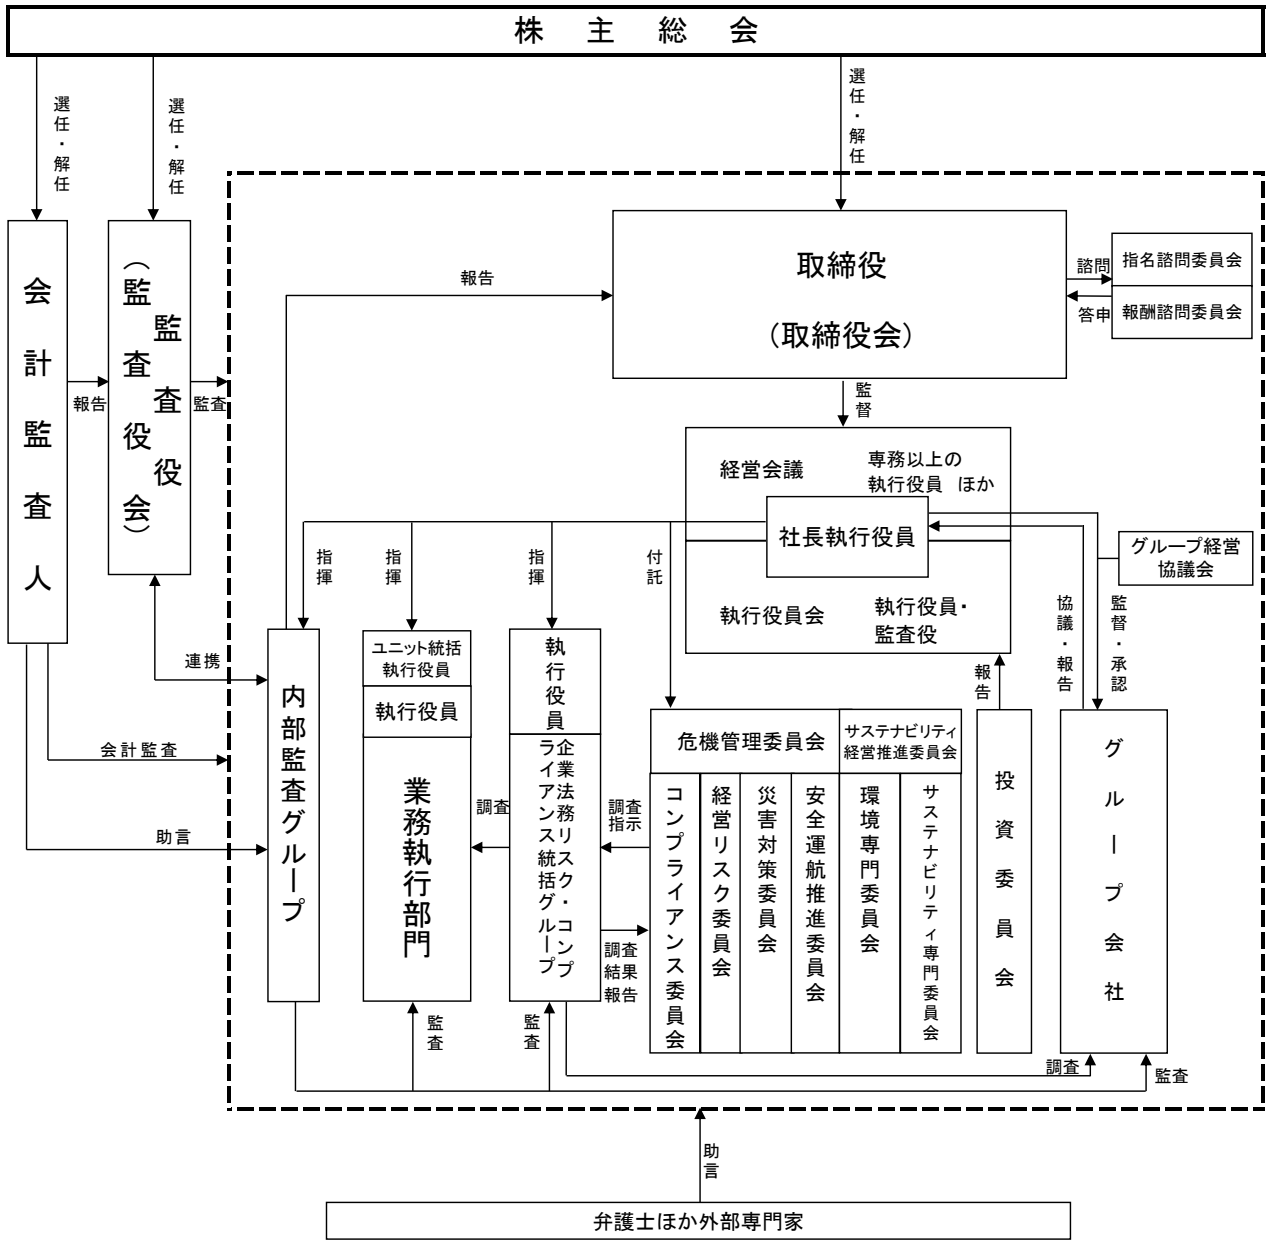 株主総会
選任・解任
選任・解任
選任・解任
会計監査人
報告
監査役
(監査役会)
監査
報告
取締役
(取締役会)
諮問
答申
指名諮問委員会
報酬諮問委員会
監督
経営会議
専務以上の
執行役員 ほか
社長執行役員
執行役員会
執行役員・
監査役
グループ経営
協議会
指揮
指揮
指揮
付託
報告
協議・報告
監督・承認
連携
会計監査
助言
内部監査グループ
ユニット統括
執行役員
執行役員
業務執行部門
調査
執行役員
企業法務リスク・コンプ
ライアンス統括グループ
調査
指示
調査
結果
報告
危機管理委員会
サステナビリティ
経営推進委員会
コンプライアンス委員会
経営リスク委員会
災害対策委員会
安全運航推進委員会
環境専門委員会
サステナビリティ専門委員会
投資委員会
グループ会社
監査
監査
調査
監査
助言
弁護士ほか外部専門家